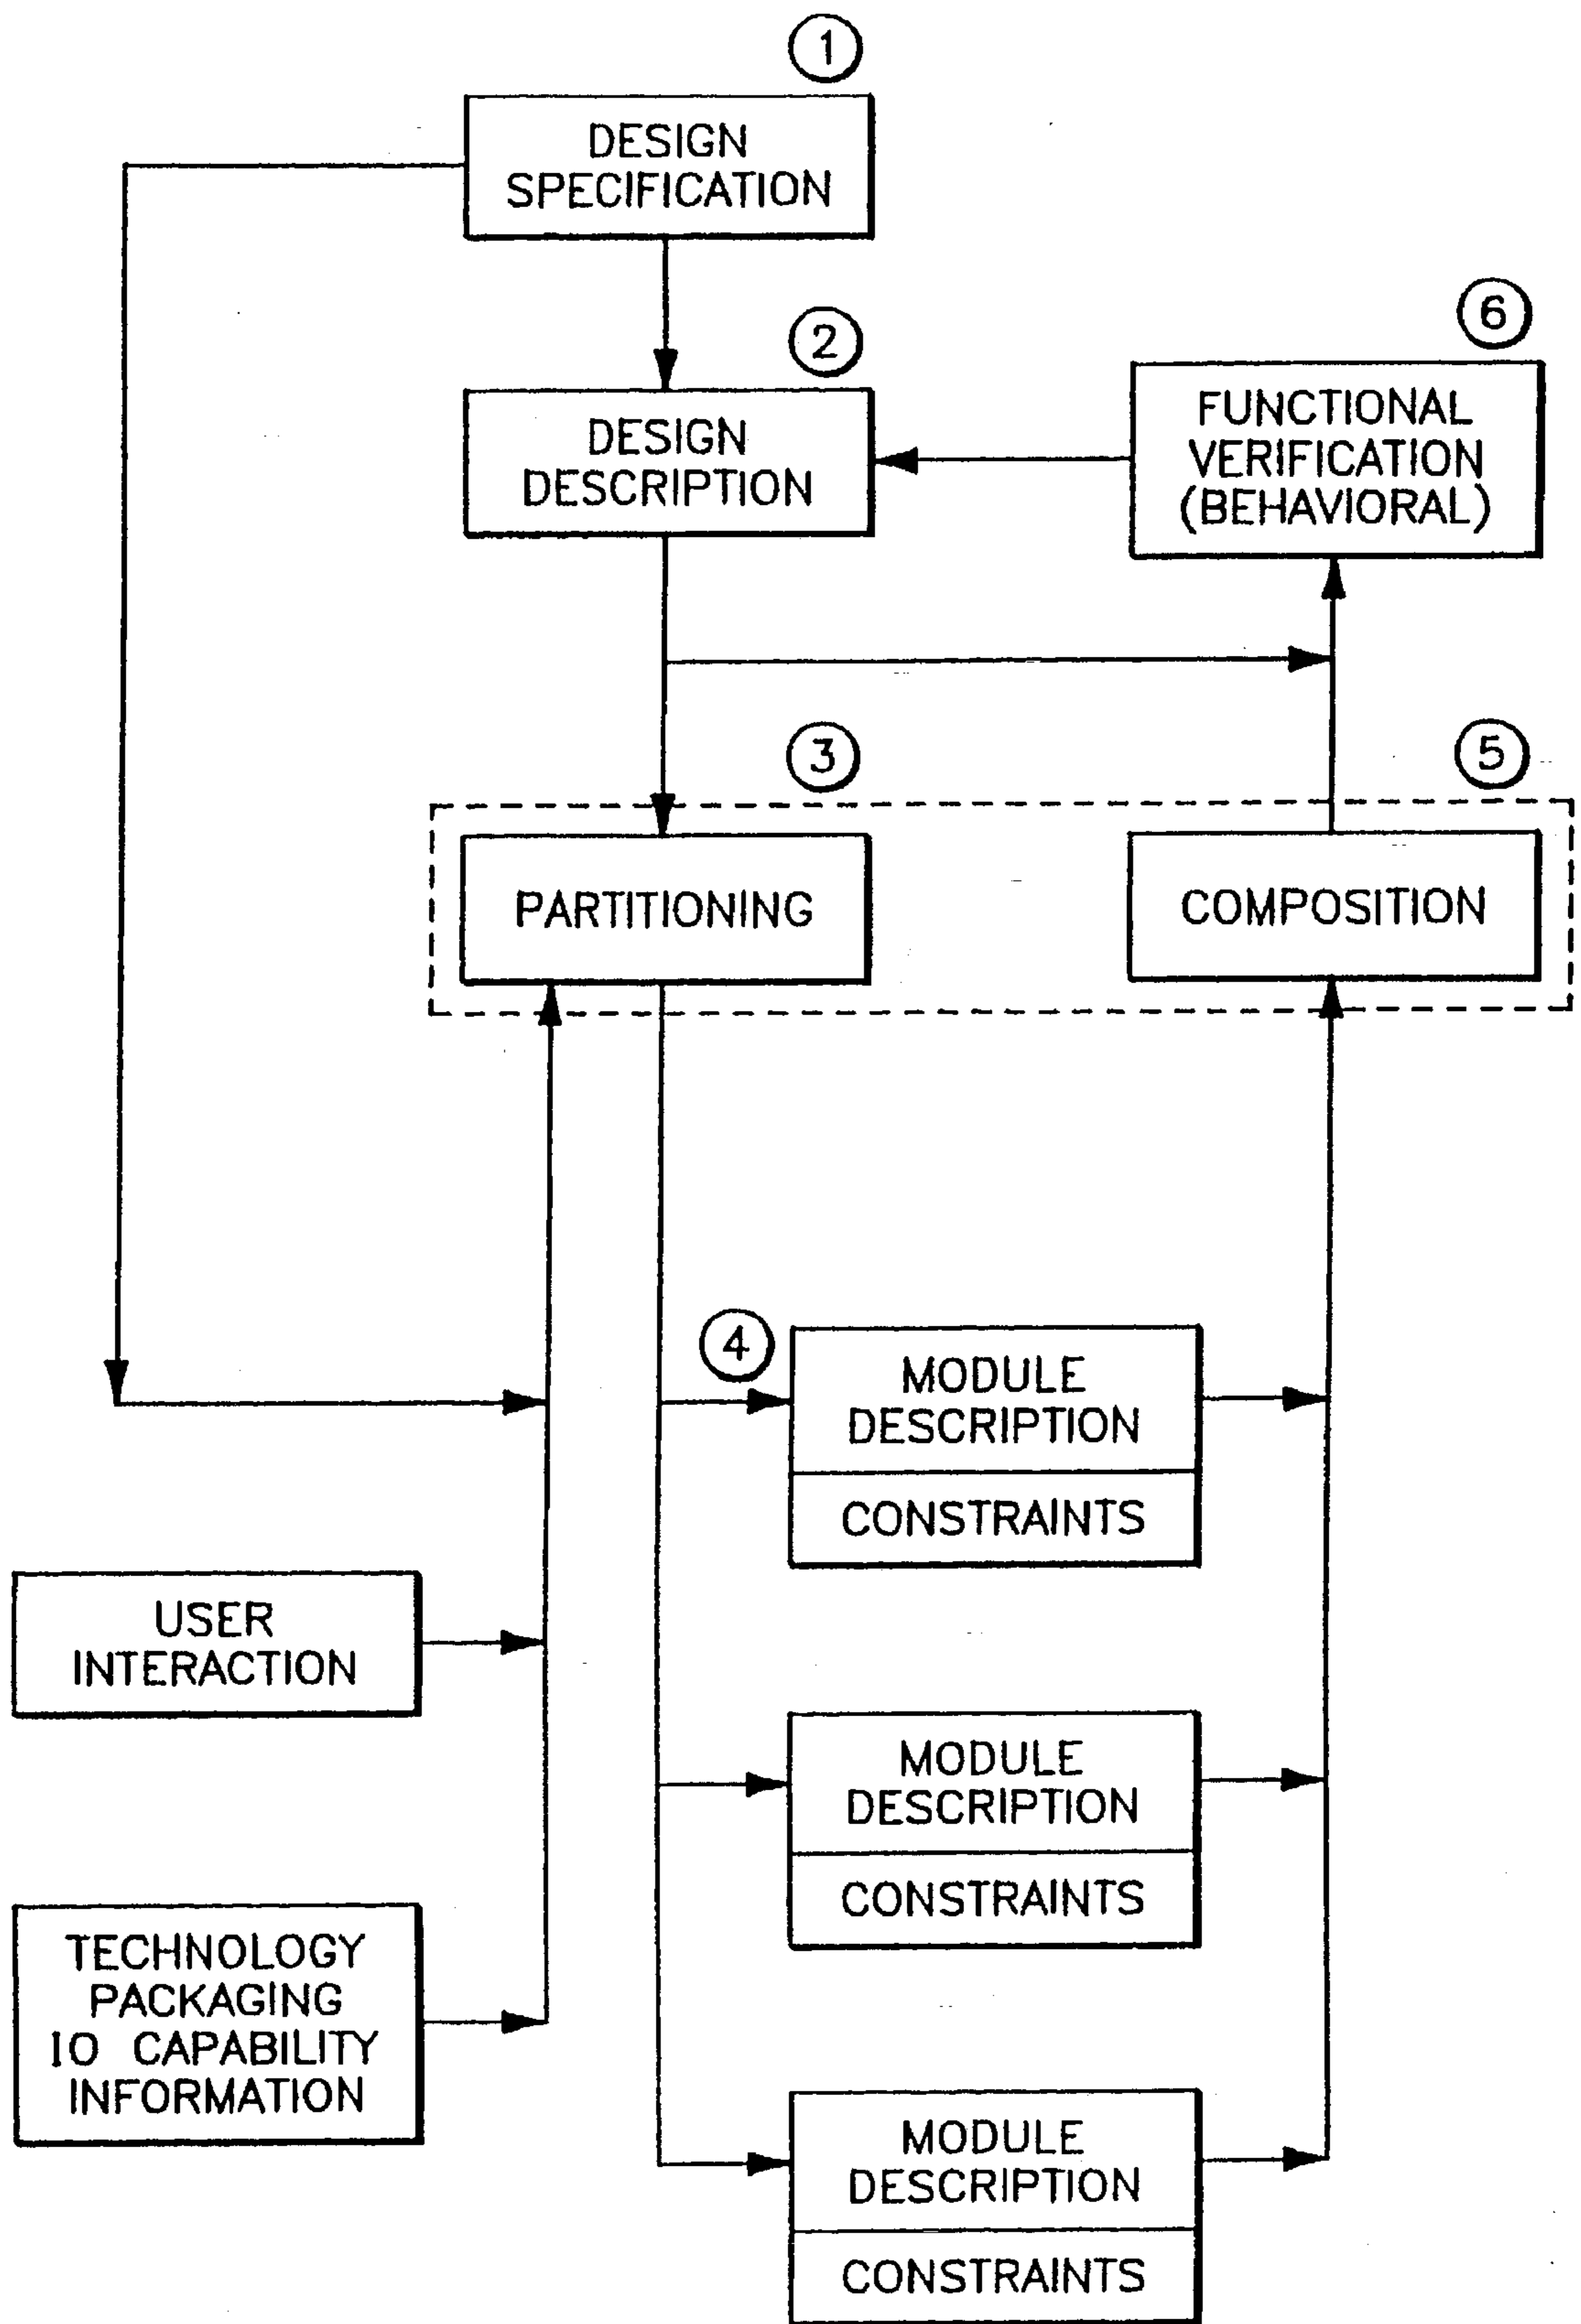 1
DESIGN
SPECIFICATION
2
DESIGN
DESCRIPTION
6
FUNCTIONAL
VERIFICATION
(BEHAVIORAL)
3
PARTITIONING
5
COMPOSITION
4
MODULE
DESCRIPTION
CONSTRAINTS
USER
INTERACTION
MODULE
DESCRIPTION
CONSTRAINTS
TECHNOLOGY
PACKAGING
IO CAPABILITY
INFORMATION
MODULE
DESCRIPTION
CONSTRAINTS